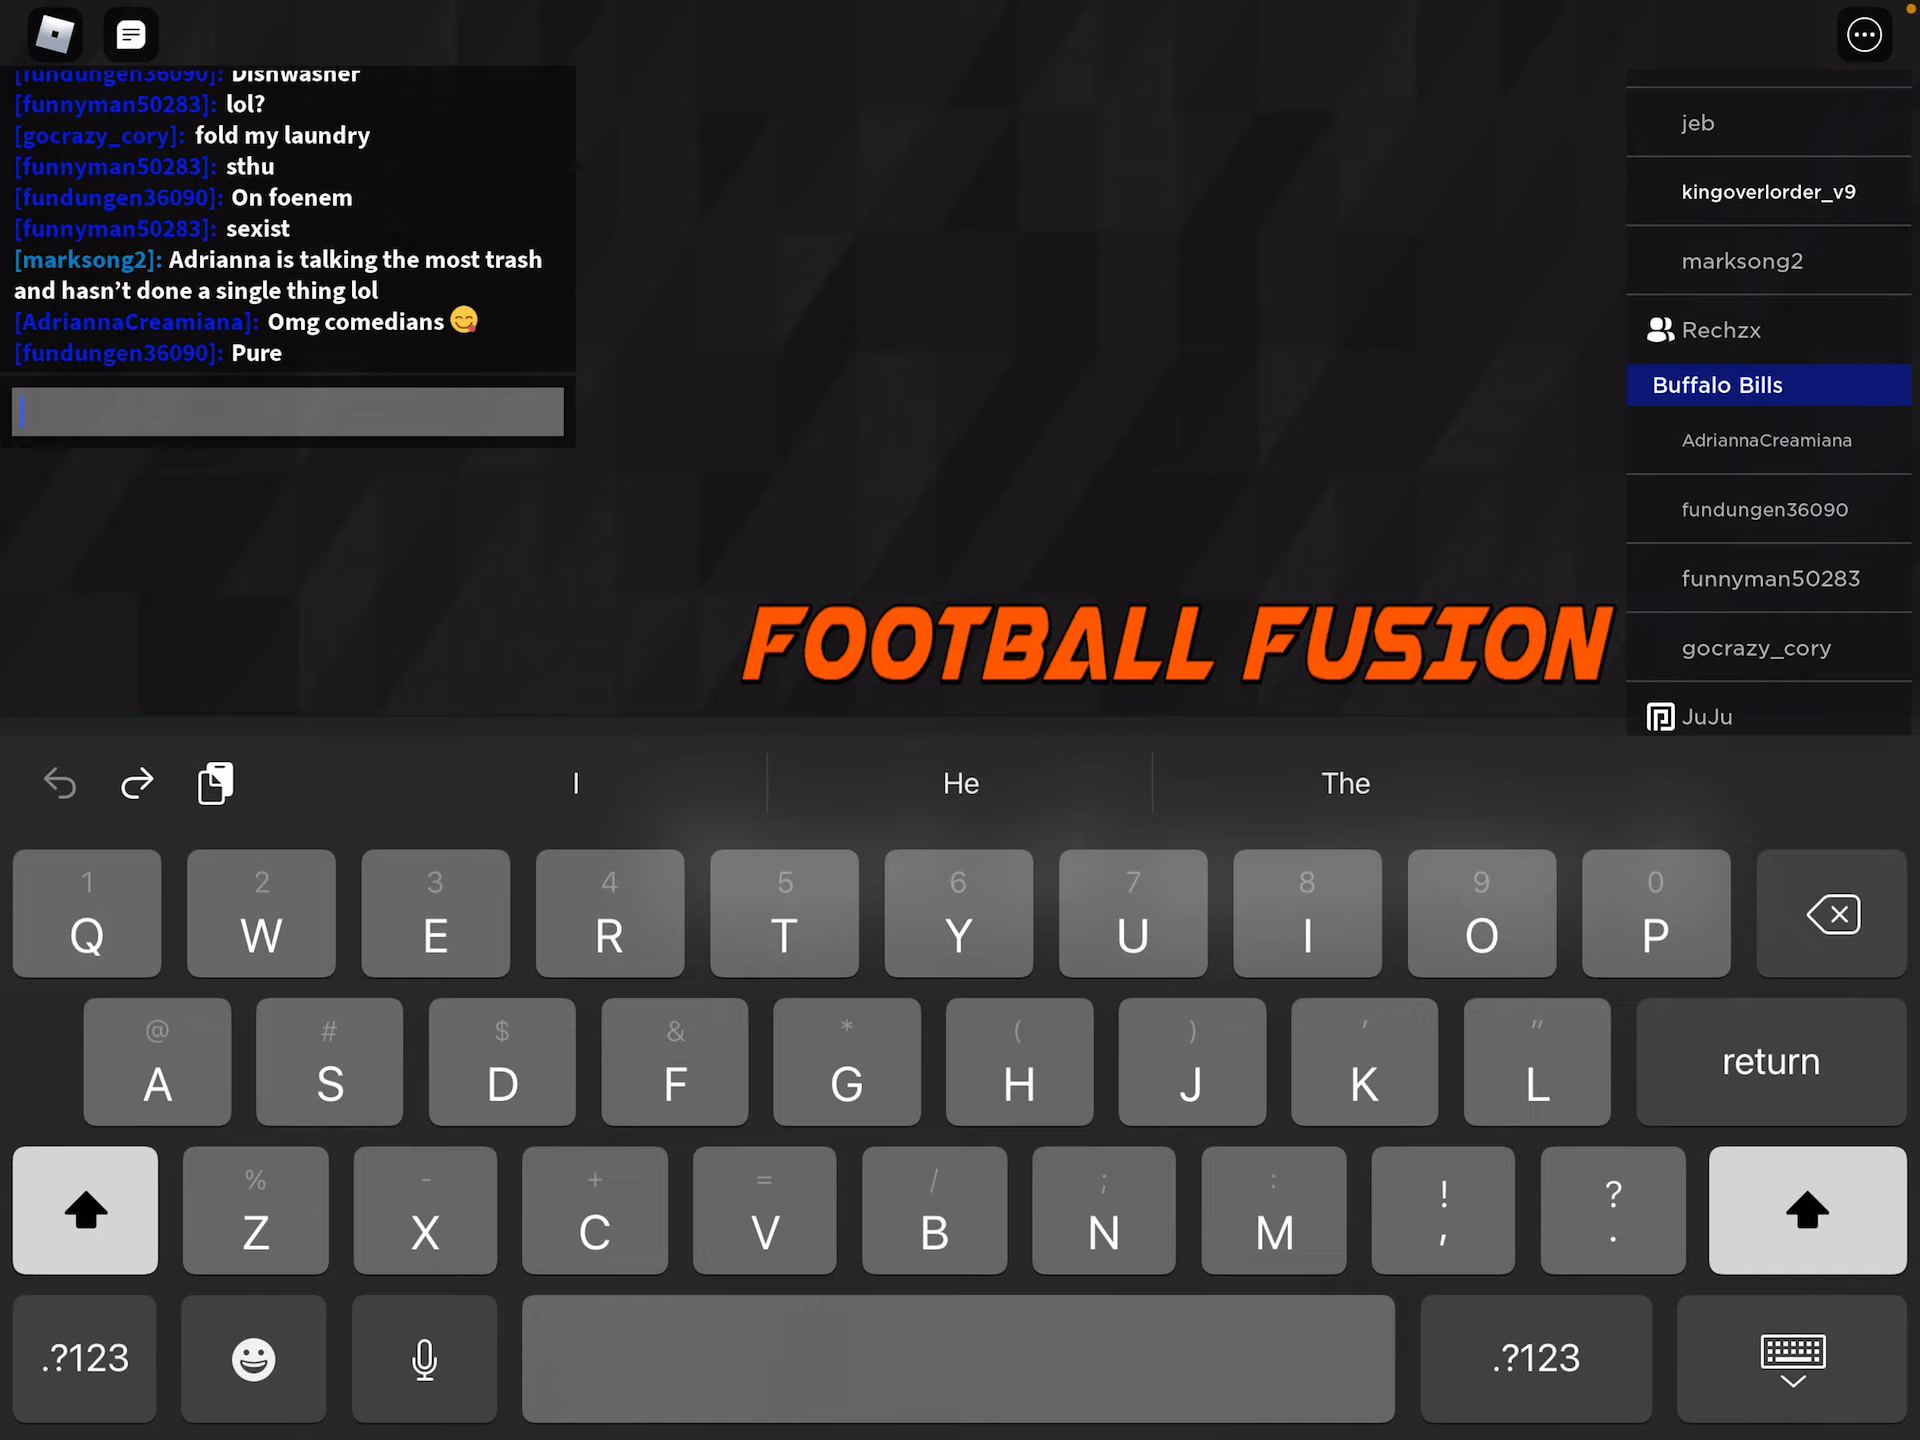 [fundungen36090]: Dishwasher
[funnyman50283]: lol?
[gocrazy_cory]: fold my laundry
[funnyman50283]: sthu
[fundungen36090]: On foenem
[funnyman50283]: sexist
[marksong2]: Adrianna is talking the most trash
and hasn't done a single thing lol
[AdriannaCreamiana]: Omg comedians 😋
[fundungen36090]: Pure
jeb
kingoverlorder_v9
marksong2
Rechzx
Buffalo Bills
AdriannaCreamiana
fundungen36090
funnyman50283
gocrazy_cory
JuJu
FOOTBALL FUSION
I He The
1 2 3 4 5 6 7 8 9 0
Q W E R T Y U I O P
@ # $ & * ( ) ' "
A S D F G H J K L return
% - + = / ; : ! ?
Z X C V B N M , .
.?123 .?123